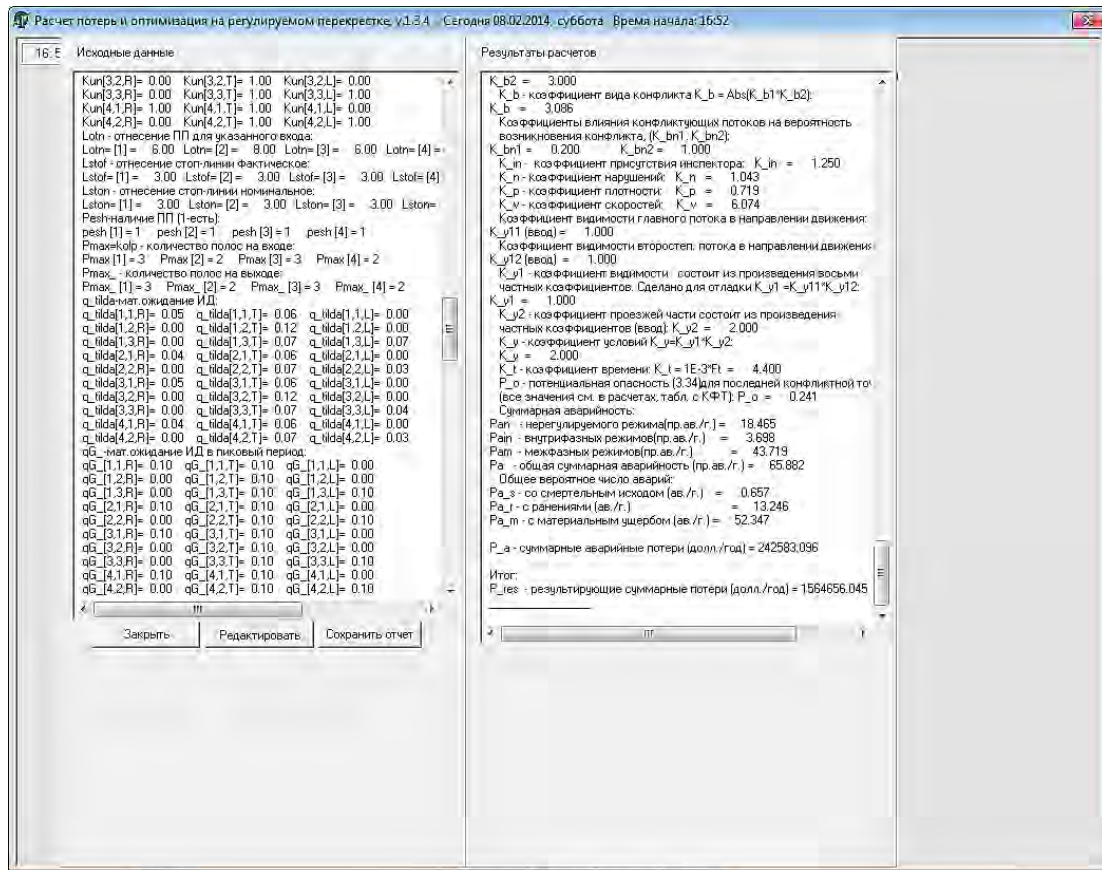 Расчет потерь и оптимизация на регулируемом перекрестке, v.1.3.4 Сегодня 08.02.2014, суббота Время начала: 16:52
16. Е
Исходные данные
Kun[3,2,R]= 0.00 Kun[3,2,T]= 1.00 Kun[3,2,L]= 0.00
Kun[3,3,R]= 0.00 Kun[3,3,T]= 1.00 Kun[3,3,L]= 1.00
Kun[4,1,R]= 1.00 Kun[4,1,T]= 1.00 Kun[4,1,L]= 0.00
Kun[4,2,R]= 0.00 Kun[4,2,T]= 1.00 Kun[4,2,L]= 1.00
Lotn - отнесение ПП для указанного входа:
Lotn= [1] = 6.00 Lotn= [2] = 8.00 Lotn= [3] = 6.00 Lotn= [4] =
Lstof - отнесение стоп-линии фактическое:
Lstof= [1] = 3.00 Lstof= [2] = 3.00 Lstof= [3] = 3.00 Lstof= [4]
Lston - отнесение стоп-линии номинальное:
Lston= [1] = 3.00 Lston= [2] = 3.00 Lston= [3] = 3.00 Lston=
Pesh-наличие ПП (1-есть):
pesh [1] = 1 pesh [2] = 1 pesh [3] = 1 pesh [4] = 1
Pmax=kolp - количество полос на входе:
Pmax [1] = 3 Pmax [2] = 2 Pmax [3] = 3 Pmax [4] = 2
Pmax_ - количество полос на выходе:
Pmax_ [1] = 3 Pmax_ [2] = 2 Pmax_ [3] = 3 Pmax_ [4] = 2
q_tilda-мат.ожидание ИД:
q_tilda[1,1,R]= 0.05 q_tilda[1,1,T]= 0.06 q_tilda[1,1,L]= 0.00
q_tilda[1,2,R]= 0.00 q_tilda[1,2,T]= 0.12 q_tilda[1,2,L]= 0.00
q_tilda[1,3,R]= 0.00 q_tilda[1,3,T]= 0.07 q_tilda[1,3,L]= 0.07
q_tilda[2,1,R]= 0.04 q_tilda[2,1,T]= 0.06 q_tilda[2,1,L]= 0.00
q_tilda[2,2,R]= 0.00 q_tilda[2,2,T]= 0.07 q_tilda[2,2,L]= 0.03
q_tilda[3,1,R]= 0.05 q_tilda[3,1,T]= 0.06 q_tilda[3,1,L]= 0.00
q_tilda[3,2,R]= 0.00 q_tilda[3,2,T]= 0.12 q_tilda[3,2,L]= 0.00
q_tilda[3,3,R]= 0.00 q_tilda[3,3,T]= 0.07 q_tilda[3,3,L]= 0.04
q_tilda[4,1,R]= 0.04 q_tilda[4,1,T]= 0.06 q_tilda[4,1,L]= 0.00
q_tilda[4,2,R]= 0.00 q_tilda[4,2,T]= 0.07 q_tilda[4,2,L]= 0.03
qG_-мат.ожидание ИД в пиковый период:
qG_[1,1,R]= 0.10 qG_[1,1,T]= 0.10 qG_[1,1,L]= 0.00
qG_[1,2,R]= 0.00 qG_[1,2,T]= 0.10 qG_[1,2,L]= 0.00
qG_[1,3,R]= 0.00 qG_[1,3,T]= 0.10 qG_[1,3,L]= 0.10
qG_[2,1,R]= 0.10 qG_[2,1,T]= 0.10 qG_[2,1,L]= 0.00
qG_[2,2,R]= 0.00 qG_[2,2,T]= 0.10 qG_[2,2,L]= 0.10
qG_[3,1,R]= 0.10 qG_[3,1,T]= 0.10 qG_[3,1,L]= 0.00
qG_[3,2,R]= 0.00 qG_[3,2,T]= 0.10 qG_[3,2,L]= 0.00
qG_[3,3,R]= 0.00 qG_[3,3,T]= 0.10 qG_[3,3,L]= 0.10
qG_[4,1,R]= 0.10 qG_[4,1,T]= 0.10 qG_[4,1,L]= 0.00
qG_[4,2,R]= 0.00 qG_[4,2,T]= 0.10 qG_[4,2,L]= 0.10
Закрыть Редактировать Сохранить отчет
Результаты расчетов
K_b2 = 3.000
K_b - коэффициент вида конфликта K_b = Abs(K_b1*K_b2):
K_b = 3.086
Коэффициенты влияния конфликтующих потоков на вероятность
возникновения конфликта, (K_bn1, K_bn2):
K_bn1 = 0.200 K_bn2 = 1.000
K_in - коэффициент присутствия инспектора: K_in = 1.250
K_n - коэффициент нарушений: K_n = 1.043
K_p - коэффициент плотности: K_p = 0.719
K_v - коэффициент скоростей: K_v = 6.074
Коэффициент видимости главного потока в направлении движения:
K_y11 (ввод) = 1.000
Коэффициент видимости второстеп. потока в направлении движения
K_y12 (ввод) = 1.000
K_y1 - коэффициент видимости состоит из произведения восьми
частных коэффициентов. Сделано для отладки K_y1 =K_y11*K_y12:
K_y1 = 1.000
K_y2 - коэффициент проезжей части состоит из произведения
частных коэффициентов (ввод): K_y2 = 2.000
K_y - коэффициент условий K_y=K_y1*K_y2:
K_y = 2.000
K_t - коэффициент времени: K_t = 1E-3*Ft = 4.400
P_o - потенциальная опасность (3.34)для последней конфликтной точ
(все значения см. в расчетах, табл. с КФТ): P_o = 0.241
Суммарная аварийность:
Pan - нерегулируемого режима(пр.ав./г.) = 18.465
Pain - внутрифазных режимов(пр.ав./г.) = 3.698
Pam - межфазных режимов(пр.ав./г.) = 43.719
Pa - общая суммарная аварийность (пр.ав./г.) = 65.882
Общее вероятное число аварий:
Pa_s - со смертельным исходом (ав./г.) = 0.657
Pa_r - с ранениями (ав./г.) = 13.246
Pa_m - с материальным ущербом (ав./г.) = 52.347
P_a - суммарные аварийные потери (долл./год) = 242583,096
Итог:
P_res - результирующие суммарные потери (долл./год) = 1564656.045